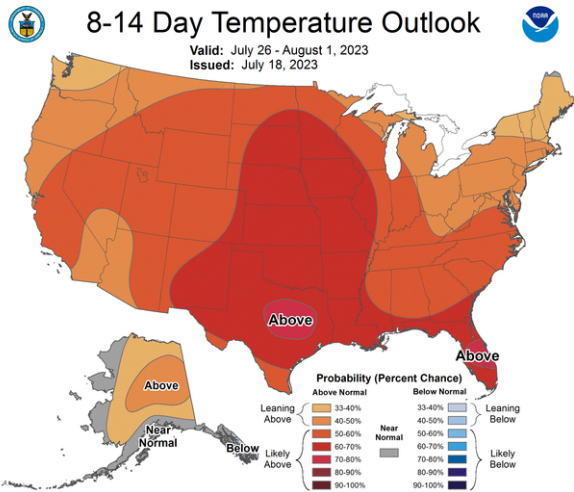 8-14 Day Temperature Outlook
Valid: July 26 - August 1, 2023
Issued: July 18, 2023
NOAA
Above
Above
Above
Near
Normal
Below
Probability (Percent Chance)
Above Normal
Below Normal
Leaning
Above
33-40%
40-50%
Likely
Above
50-60%
60-70%
70-80%
80-90%
90-100%
Near
Normal
33-40%
40-50%
Leaning
Below
50-60%
60-70%
70-80%
80-90%
90-100%
Likely
Below